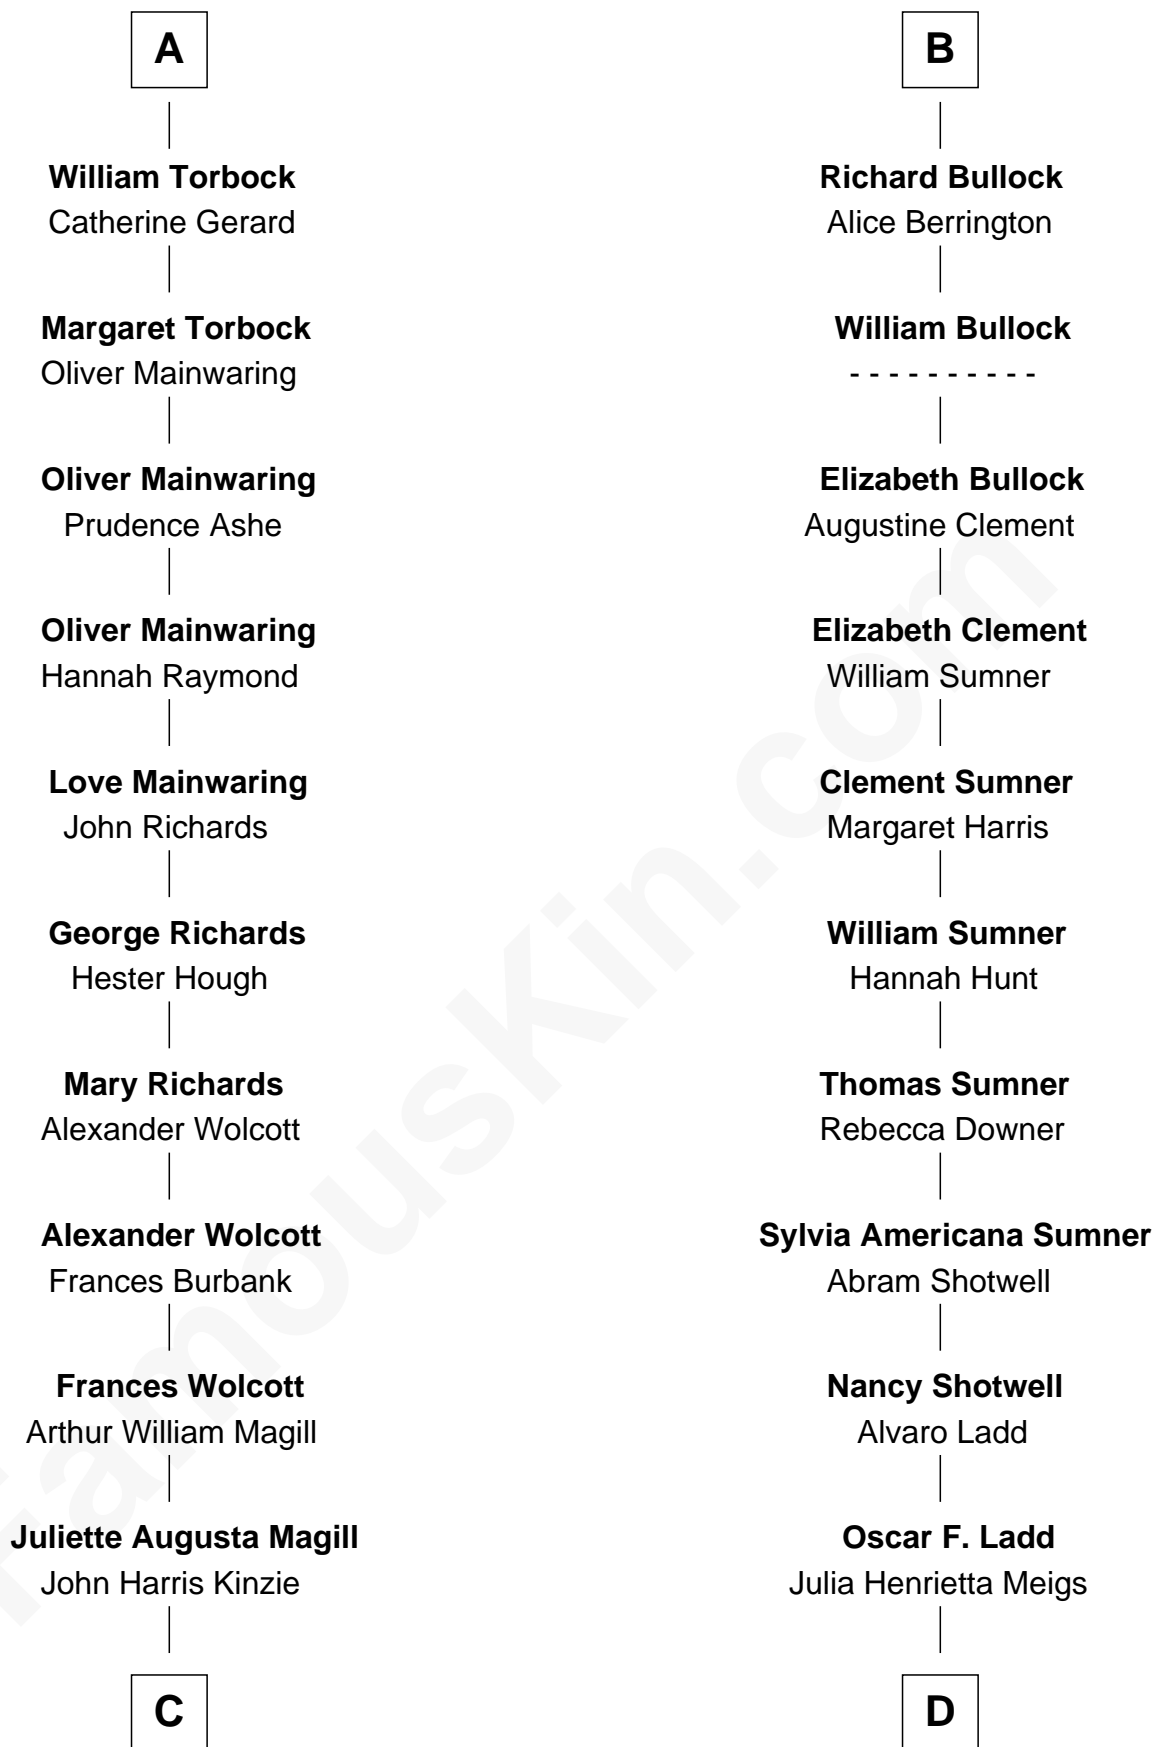 A
William Torbock
Catherine Gerard
Margaret Torbock
Oliver Mainwaring
Oliver Mainwaring
Prudence Ashe
Oliver Mainwaring
Hannah Raymond
Love Mainwaring
John Richards
George Richards
Hester Hough
Mary Richards
Alexander Wolcott
Alexander Wolcott
Frances Burbank
Frances Wolcott
Arthur William Magill
Juliette Augusta Magill
John Harris Kinzie
C
B
Richard Bullock
Alice Berrington
William Bullock
- - - - - - - - - -
Elizabeth Bullock
Augustine Clement
Elizabeth Clement
William Sumner
Clement Sumner
Margaret Harris
William Sumner
Hannah Hunt
Thomas Sumner
Rebecca Downer
Sylvia Americana Sumner
Abram Shotwell
Nancy Shotwell
Alvaro Ladd
Oscar F. Ladd
Julia Henrietta Meigs
D
FamousKin.com